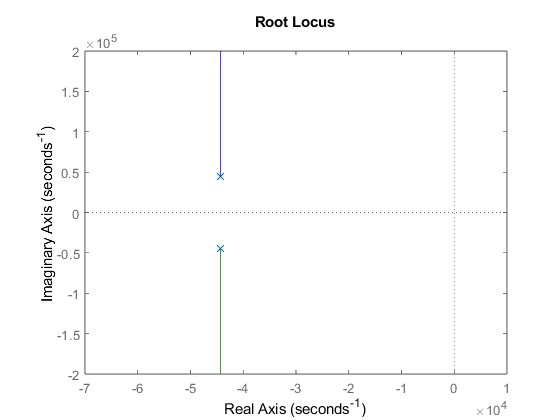 Root Locus
×10^5
2
1.5
1
0.5
0
-0.5
-1
-1.5
-2
Imaginary Axis (seconds^-1)
-7 -6 -5 -4 -3 -2 -1 0 1
Real Axis (seconds^-1)
×10^4